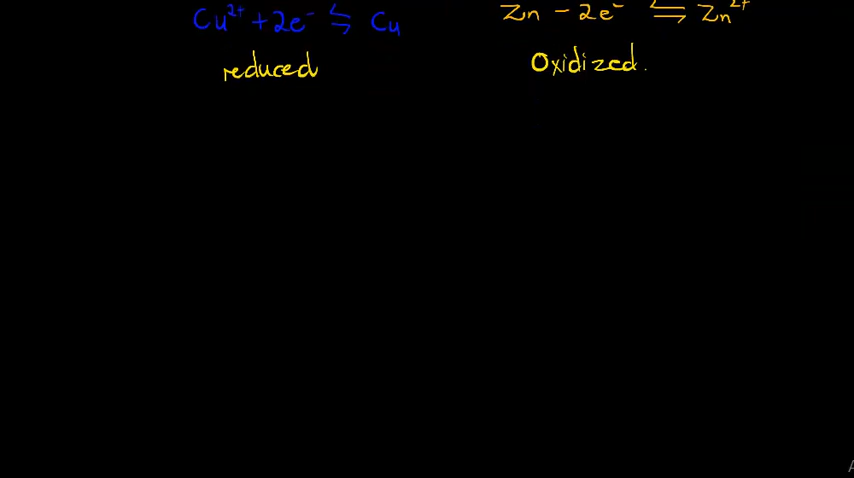 Cu²⁺ + 2e⁻ ⇋ Cu
Zn − 2e⁻ ⇋ Zn²⁺
reduced
Oxidized.